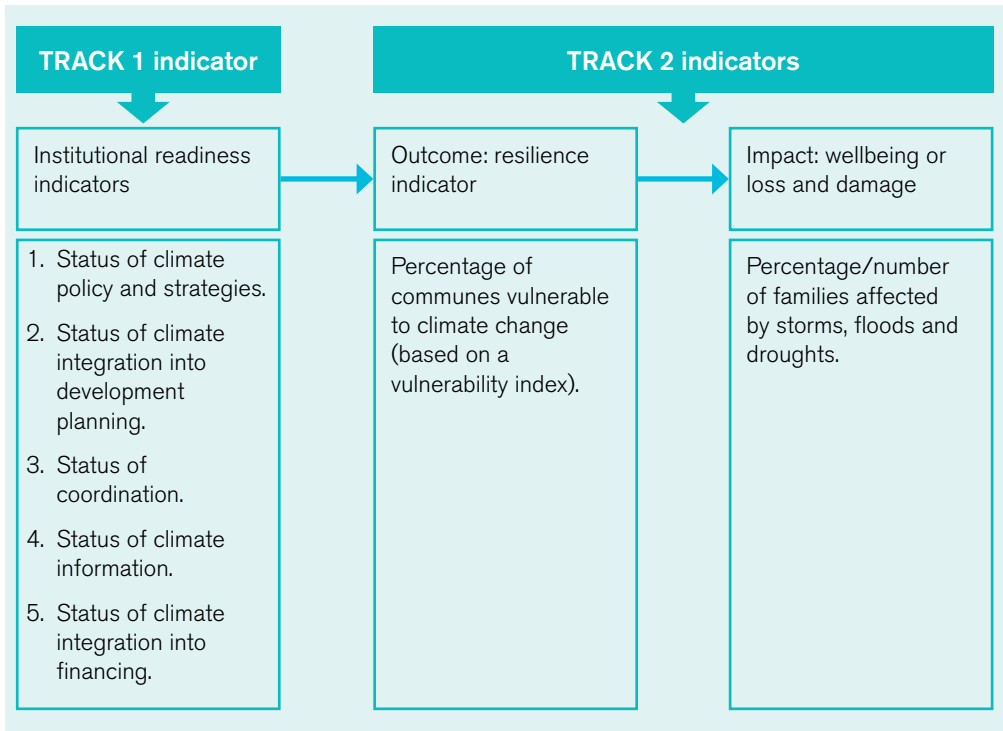 TRACK 1 indicator
TRACK 2 indicators
Institutional readiness
indicators
Outcome: resilience
indicator
Impact: wellbeing or
loss and damage
1. Status of climate
policy and strategies.
2. Status of climate
integration into
development
planning.
3. Status of
coordination.
4. Status of climate
information.
5. Status of climate
integration into
financing.
Percentage of
communes vulnerable
to climate change
(based on a
vulnerability index).
Percentage/number
of families affected
by storms, floods and
droughts.